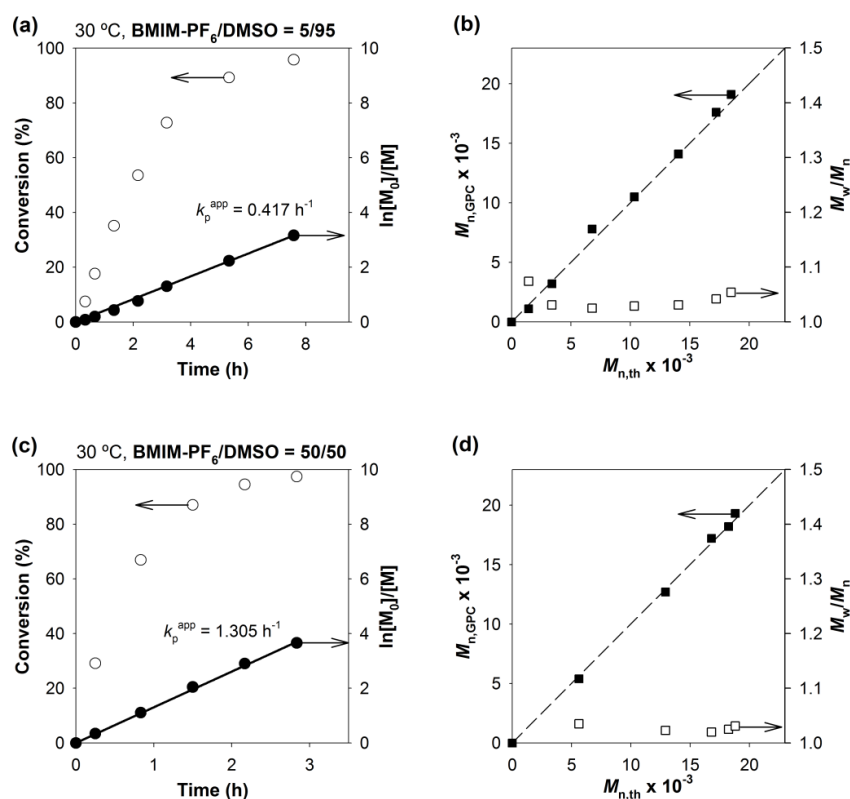 (a)
30 ºC, BMIM-PF6/DMSO = 5/95
100
80
60
40
20
0
Conversion (%)
10
8
6
4
2
0
ln[M0]/[M]
kp^app = 0.417 h^-1
0 2 4 6 8
Time (h)
(b)
20
15
10
5
0
Mn,GPC x 10^-3
1.5
1.4
1.3
1.2
1.1
1.0
Mw/Mn
0 5 10 15 20
Mn,th x 10^-3
(c)
30 ºC, BMIM-PF6/DMSO = 50/50
100
80
60
40
20
0
Conversion (%)
10
8
6
4
2
0
ln[M0]/[M]
kp^app = 1.305 h^-1
0 1 2 3
Time (h)
(d)
20
15
10
5
0
Mn,GPC x 10^-3
1.5
1.4
1.3
1.2
1.1
1.0
Mw/Mn
0 5 10 15 20
Mn,th x 10^-3